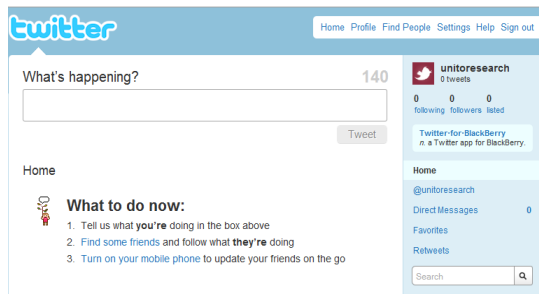 twitter
Home Profile Find People Settings Help Sign out
What's happening?
140
Tweet
Home
What to do now:
1. Tell us what you're doing in the box above
2. Find some friends and follow what they're doing
3. Turn on your mobile phone to update your friends on the go
unitoresearch
0 tweets
0 0 0
following followers listed
Twitter-for-BlackBerry
n. a Twitter app for BlackBerry.
Home
@unitoresearch
Direct Messages 0
Favorites
Retweets
Search